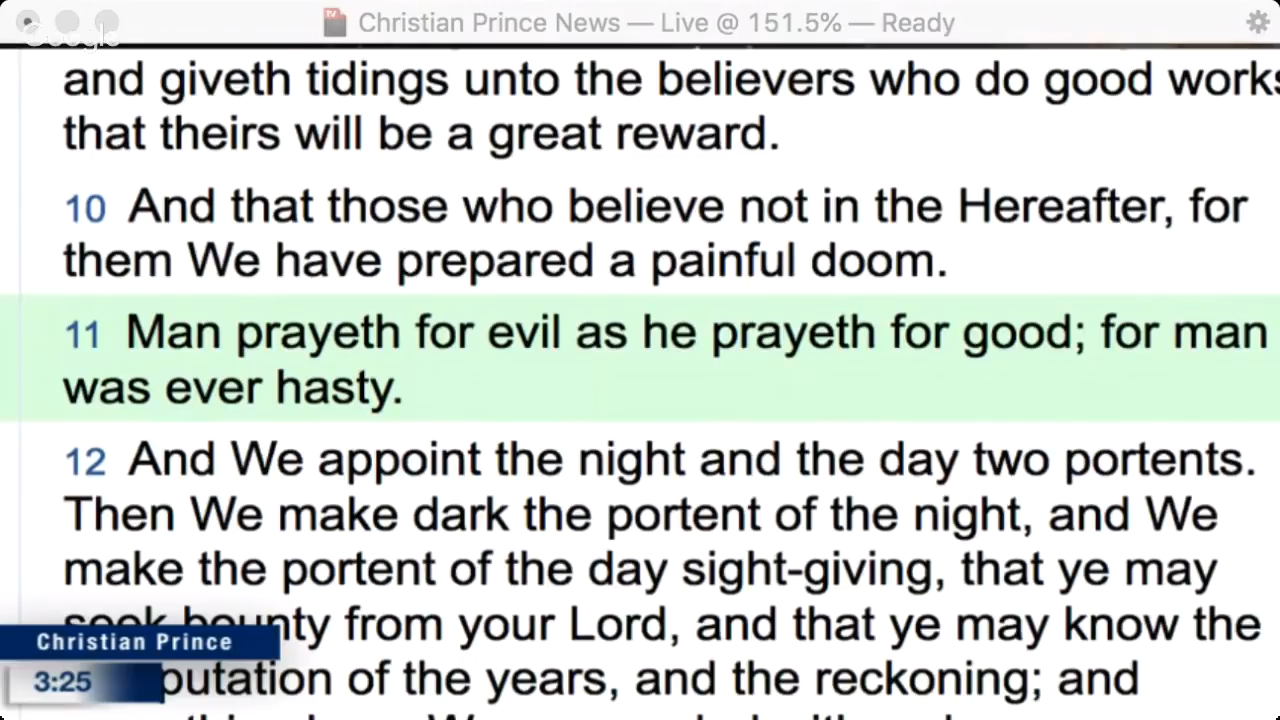 Christian Prince News — Live @ 151.5% — Ready
Google
and giveth tidings unto the believers who do good works
that theirs will be a great reward.
10 And that those who believe not in the Hereafter, for
them We have prepared a painful doom.
11 Man prayeth for evil as he prayeth for good; for man
was ever hasty.
12 And We appoint the night and the day two portents.
Then We make dark the portent of the night, and We
make the portent of the day sight-giving, that ye may
seek bounty from your Lord, and that ye may know the
Christian Prince
putation of the years, and the reckoning; and
3:25